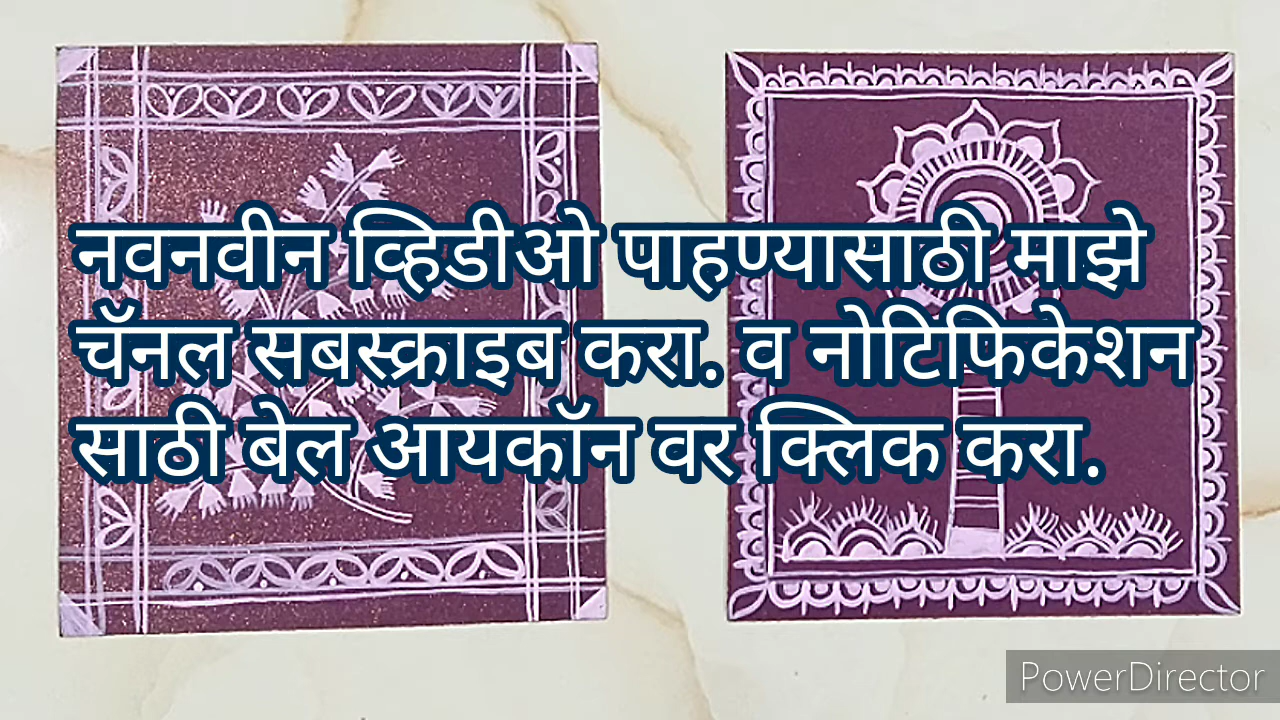 नवनवीन व्हिडीओ पाहण्यासाठी माझे
चॅनल सबस्क्राइब करा. व नोटिफिकेशन
साठी बेल आयकॉन वर क्लिक करा.
PowerDirector